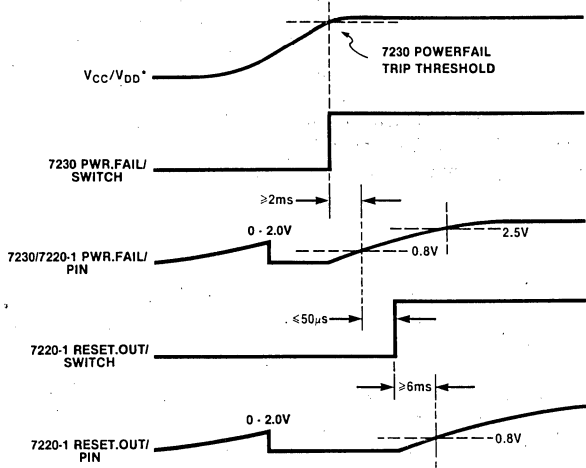 7230 POWERFAIL
TRIP THRESHOLD
VCC/VDD*
7230 PWR.FAIL/
SWITCH
≥2ms
0 - 2.0V
2.5V
0.8V
7230/7220-1 PWR.FAIL/
PIN
≤50μs
7220-1 RESET.OUT/
SWITCH
≥6ms
0 - 2.0V
0.8V
7220-1 RESET.OUT/
PIN